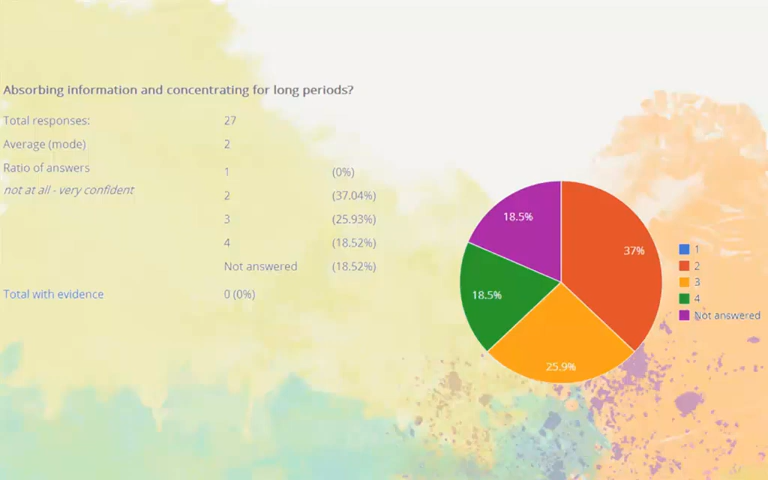 Absorbing information and concentrating for long periods?
Total responses: 27
Average (mode) 2
Ratio of answers 1 (0%)
not at all - very confident 2 (37.04%)
3 (25.93%)
4 (18.52%)
Not answered (18.52%)
Total with evidence 0 (0%)
18.5%
37%
18.5%
25.9%
1
2
3
4
Not answered